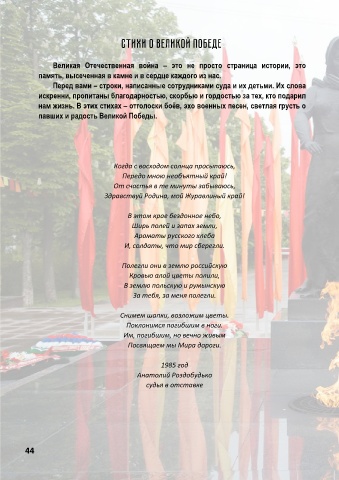 СТИХИ О ВЕЛИКОЙ ПОБЕДЕ
Великая Отечественная война – это не просто страница истории, это
память, высеченная в камне и в сердце каждого из нас.
Перед вами – строки, написанные сотрудниками суда и их детьми. Их слова
искренни, пропитаны благодарностью, скорбью и гордостью за тех, кто подарил
нам жизнь. В этих стихах – отголоски боёв, эхо военных песен, светлая грусть о
павших и радость Великой Победы.
Когда с восходом солнца просыпаюсь,
Передо мною необъятный край!
От счастья в те минуты забываюсь,
Здравствуй Родина, мой Журавлиный край!
В этом крае бездонное небо,
Ширь полей и запах земли,
Ароматы русского хлеба
И, солдаты, что мир сберегли.
Полегли они в землю российскую
Кровью алой цветы полили,
В землю польскую и румынскую
За тебя, за меня полегли.
Снимем шапки, возложим цветы.
Поклонимся погибшим в ноги.
Им, погибшим, но вечно живым
Посвящаем мы Мира дороги.
1985 год
Анатолий Роздобудько
судья в отставке
44